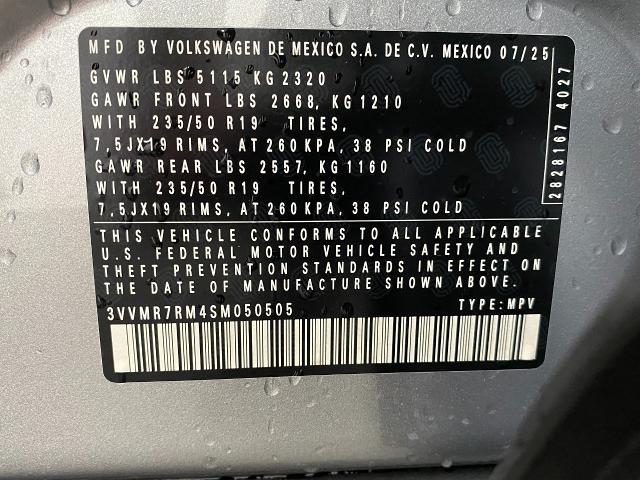 MFD BY VOLKSWAGEN DE MEXICO S.A. DE C.V. MEXICO 07/25
GVWR LBS 5115 KG 2320
GAWR FRONT LBS 2668, KG 1210
WITH 235/50 R19 TIRES,
7,5JX19 RIMS, AT 260 KPA, 38 PSI COLD
GAWR REAR LBS 2557, KG 1160
WITH 235/50 R19 TIRES,
7,5JX19 RIMS, AT 260 KPA, 38 PSI COLD
2828167 4027
THIS VEHICLE CONFORMS TO ALL APPLICABLE
U.S. FEDERAL MOTOR VEHICLE SAFETY AND
THEFT PREVENTION STANDARDS IN EFFECT ON
THE DATE OF MANUFACTURE SHOWN ABOVE.
3VVMR7RM4SM050505 TYPE: MPV